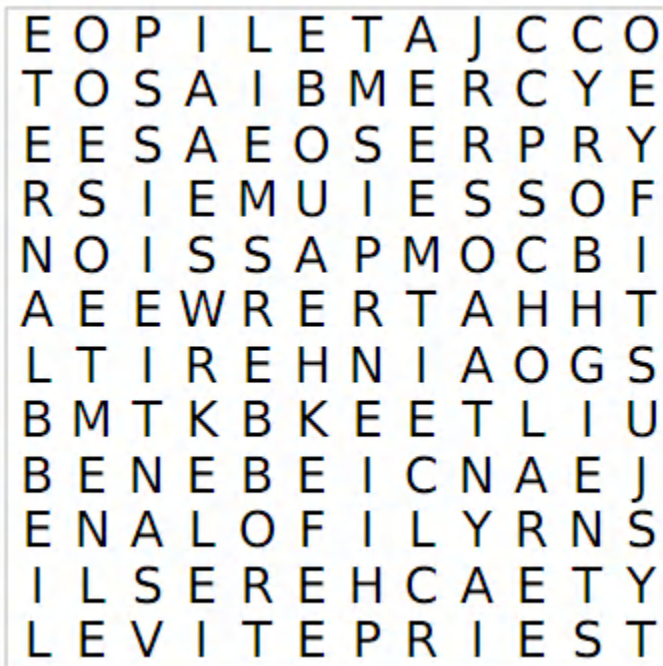 E O P I L E T A J C C O
T O S A I B M E R C Y E
E E S A E O S E R P R Y
R S I E M U I E S S O F
N O I S S A P M O C B I
A E E W R E R T A H H T
L T I R E H N I A O G S
B M T K B K E E T L I U
B E N E B E I C N A E J
E N A L O F I L Y R N S
I L S E R E H C A E T Y
L E V I T E P R I E S T